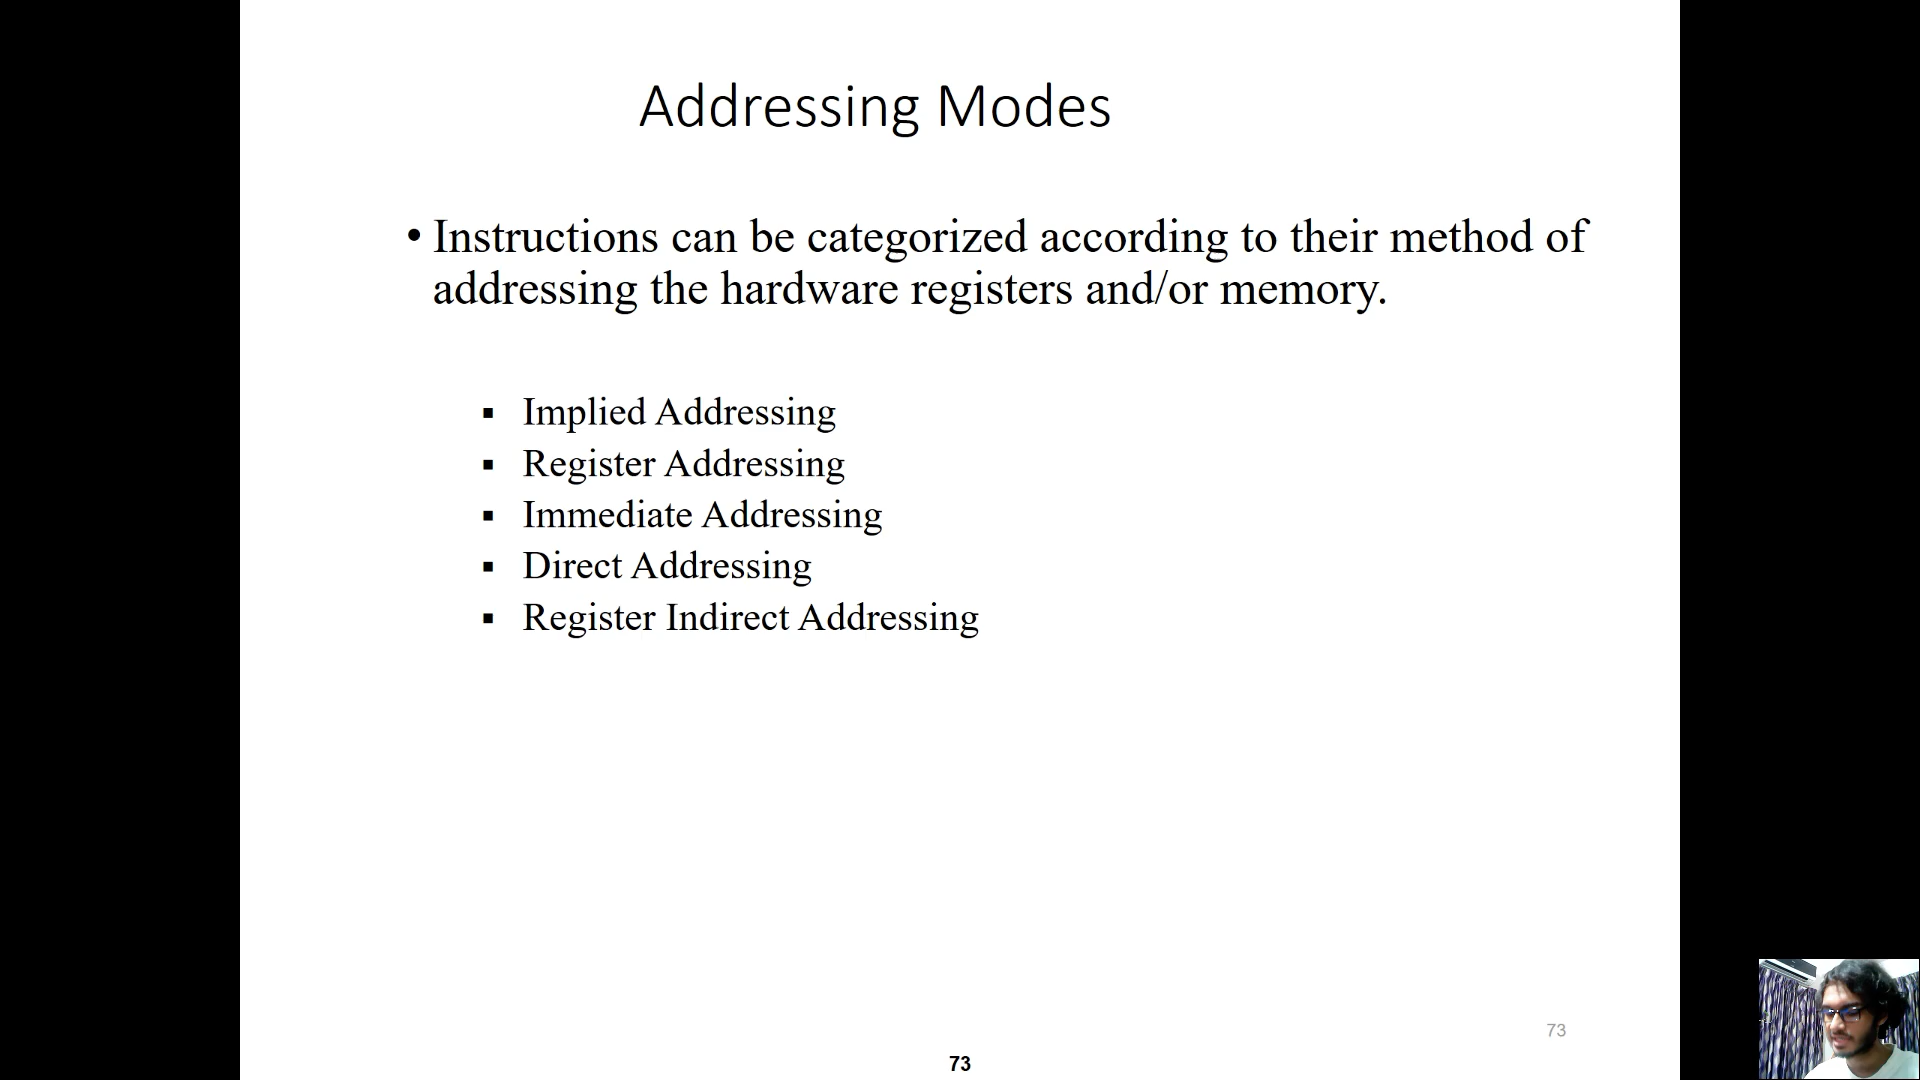 Addressing Modes
• Instructions can be categorized according to their method of
addressing the hardware registers and/or memory.
▪ Implied Addressing
▪ Register Addressing
▪ Immediate Addressing
▪ Direct Addressing
▪ Register Indirect Addressing
73
73